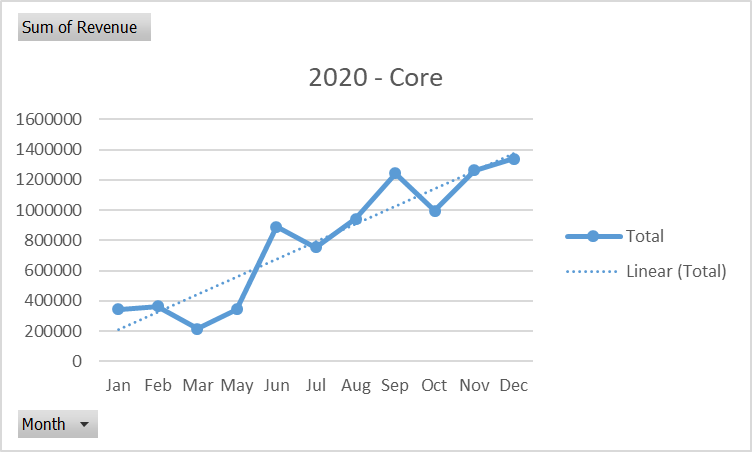 Sum of Revenue
2020 - Core
1600000
1400000
1200000
1000000
800000
600000
400000
200000
0
Jan Feb Mar May Jun Jul Aug Sep Oct Nov Dec
Total
Linear (Total)
Month